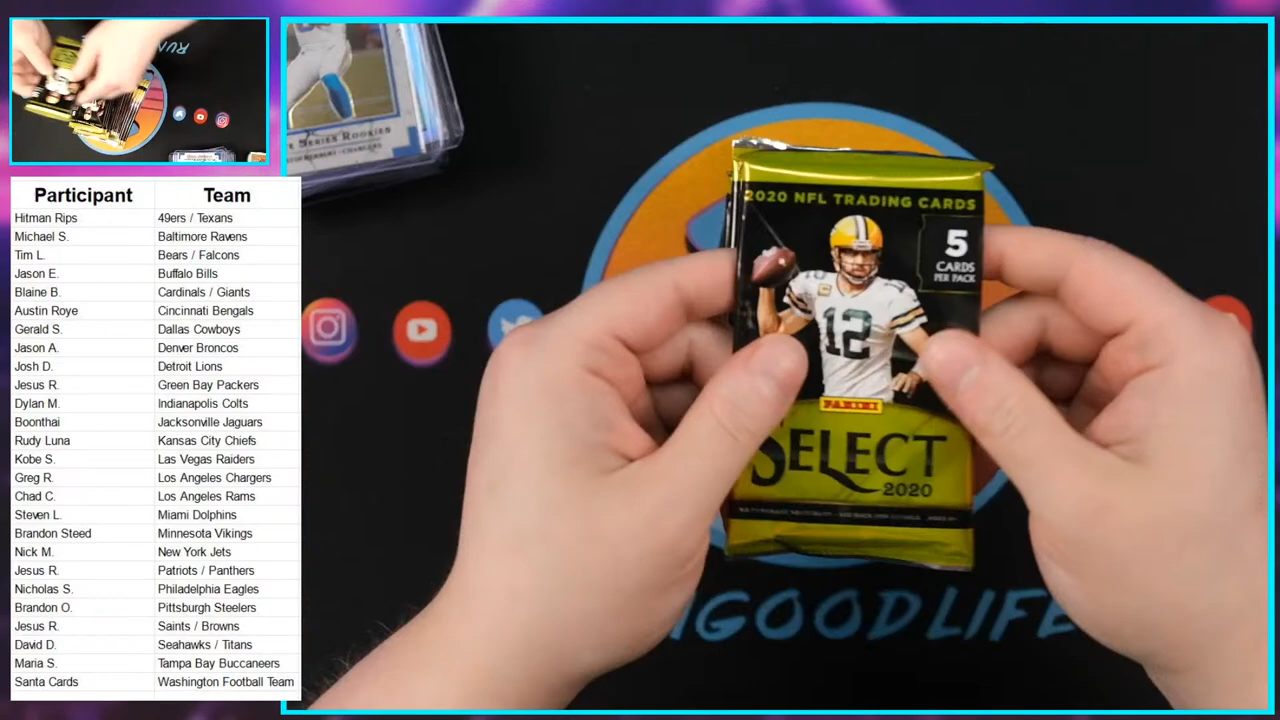 RUN
Participant Team
Hitman Rips 49ers / Texans
Michael S. Baltimore Ravens
Tim L. Bears / Falcons
Jason E. Buffalo Bills
Blaine B. Cardinals / Giants
Austin Roye Cincinnati Bengals
Gerald S. Dallas Cowboys
Jason A. Denver Broncos
Josh D. Detroit Lions
Jesus R. Green Bay Packers
Dylan M. Indianapolis Colts
Boonthai Jacksonville Jaguars
Rudy Luna Kansas City Chiefs
Kobe S. Las Vegas Raiders
Greg R. Los Angeles Chargers
Chad C. Los Angeles Rams
Steven L. Miami Dolphins
Brandon Steed Minnesota Vikings
Nick M. New York Jets
Jesus R. Patriots / Panthers
Nicholas S. Philadelphia Eagles
Brandon O. Pittsburgh Steelers
Jesus R. Saints / Browns
David D. Seahawks / Titans
Maria S. Tampa Bay Buccaneers
Santa Cards Washington Football Team
Series Rookies
Chargers
2020 NFL TRADING CARDS
5
CARDS
PER PACK
12
PANINI
SELECT
2020
GOODLIFE